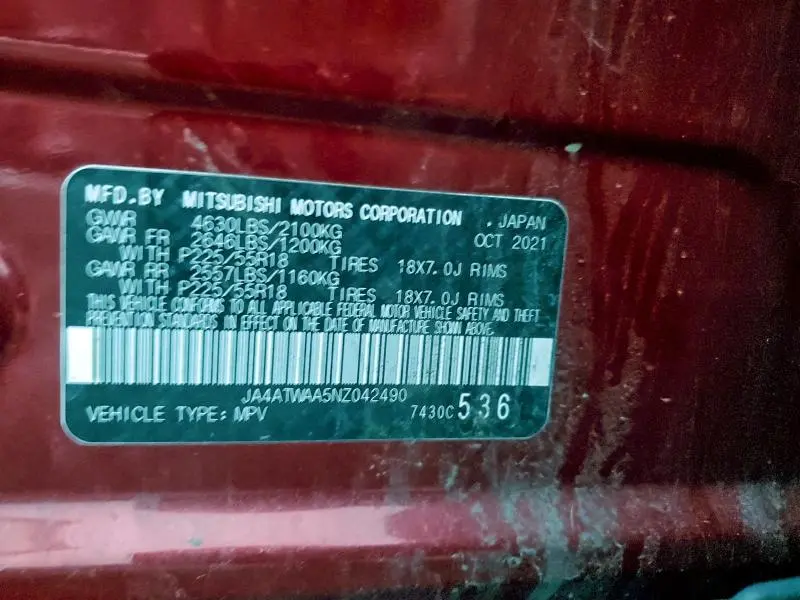 MFD.BY MITSUBISHI MOTORS CORPORATION , JAPAN
GVWR 4630LBS/2100KG OCT 2021
GAWR FR 2646LBS/1200KG
WITH P225/55R18 TIRES 18X7.0J RIMS
GAWR RR 2557LBS/1160KG
WITH P225/55R18 TIRES 18X7.0J RIMS
THIS VEHICLE CONFORMS TO ALL APPLICABLE FEDERAL MOTOR VEHICLE SAFETY AND THEFT
PREVENTION STANDARDS IN EFFECT ON THE DATE OF MANUFACTURE SHOWN ABOVE.
JA4ATWAA5NZ042490
VEHICLE TYPE: MPV 7430C 536